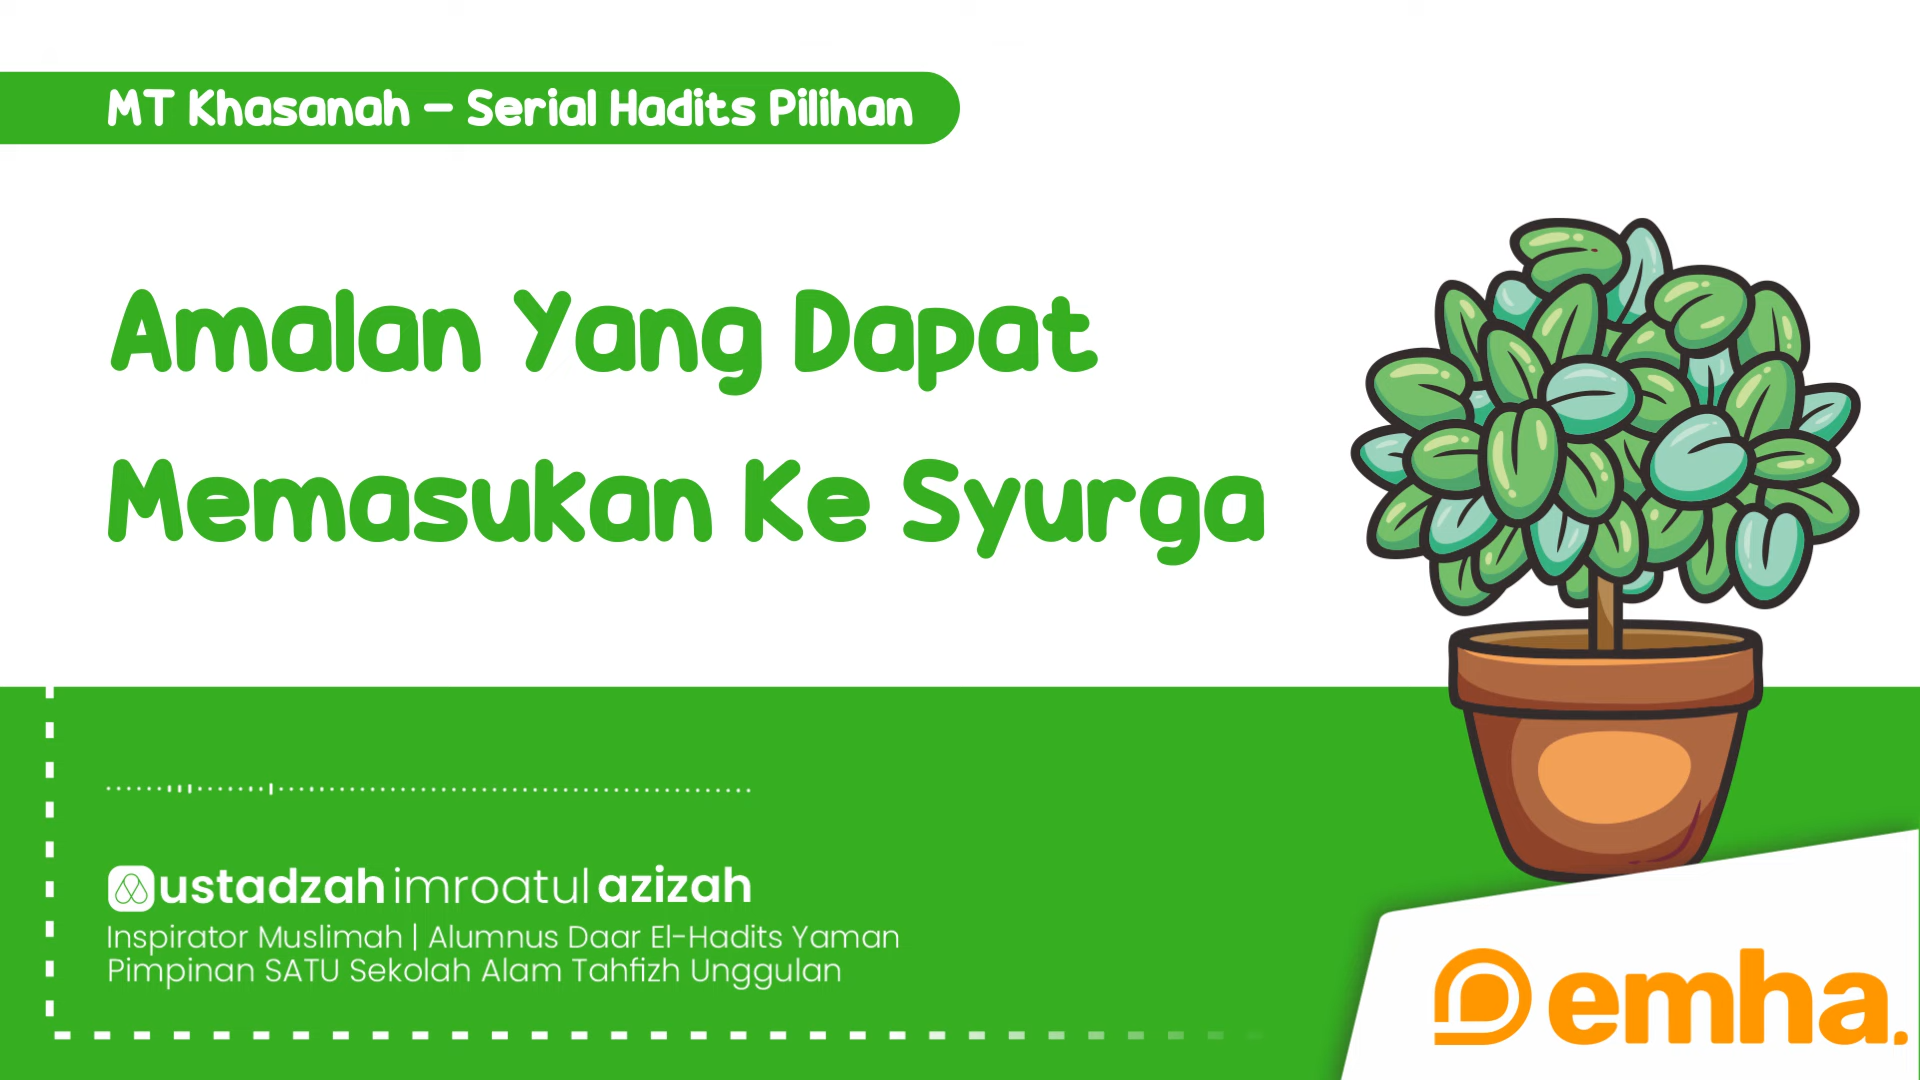 MT Khasanah - Serial Hadits Pilihan
Amalan Yang Dapat
Memasukan Ke Syurga
ustadzah imroatul azizah
Inspirator Muslimah | Alumnus Daar El-Hadits Yaman
Pimpinan SATU Sekolah Alam Tahfizh Unggulan
emha.